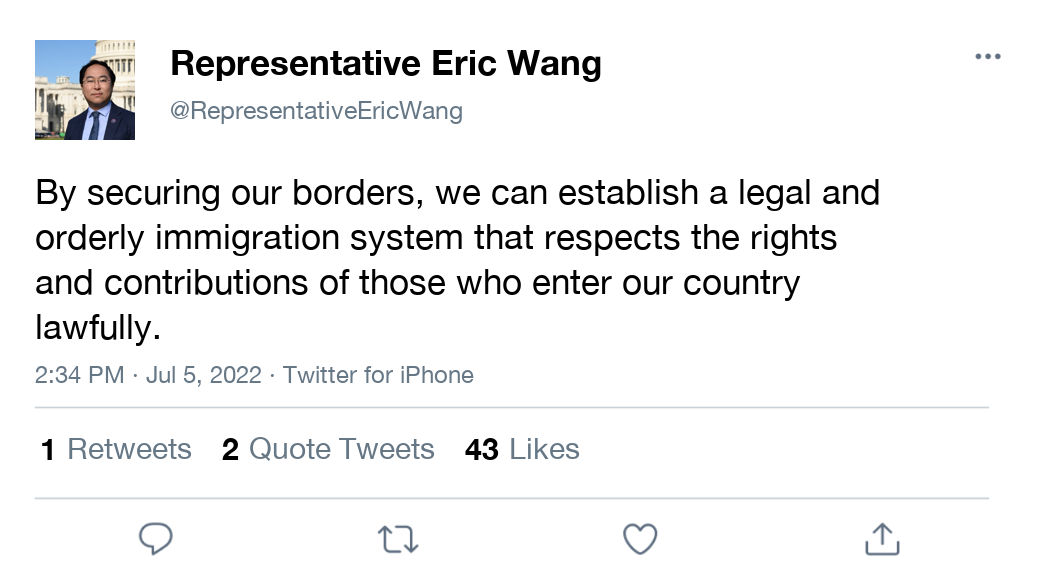 Representative Eric Wang
@RepresentativeEricWang
By securing our borders, we can establish a legal and
orderly immigration system that respects the rights
and contributions of those who enter our country
lawfully.
2:34 PM · Jul 5, 2022 · Twitter for iPhone
1 Retweets 2 Quote Tweets 43 Likes